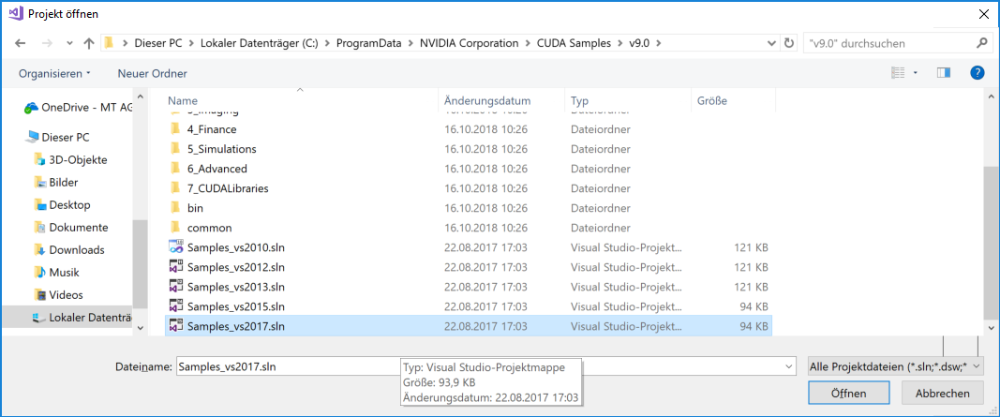 Projekt öffnen
Dieser PC > Lokaler Datenträger (C:) > ProgramData > NVIDIA Corporation > CUDA Samples > v9.0 >
"v9.0" durchsuchen
Organisieren
Neuer Ordner
OneDrive - MT AG
Dieser PC
3D-Objekte
Bilder
Desktop
Dokumente
Downloads
Musik
Videos
Lokaler Datenträ
Name Änderungsdatum Typ Größe
3_Imaging 16.10.2018 10:26 Dateiordner
4_Finance 16.10.2018 10:26 Dateiordner
5_Simulations 16.10.2018 10:26 Dateiordner
6_Advanced 16.10.2018 10:26 Dateiordner
7_CUDALibraries 16.10.2018 10:26 Dateiordner
bin 16.10.2018 10:26 Dateiordner
common 16.10.2018 10:26 Dateiordner
Samples_vs2010.sln 22.08.2017 17:03 Visual Studio-Projekt... 121 KB
Samples_vs2012.sln 22.08.2017 17:03 Visual Studio-Projekt... 121 KB
Samples_vs2013.sln 22.08.2017 17:03 Visual Studio-Projekt... 121 KB
Samples_vs2015.sln 22.08.2017 17:03 Visual Studio-Projekt... 94 KB
Samples_vs2017.sln 22.08.2017 17:03 Visual Studio-Projekt... 94 KB
Dateiname: Samples_vs2017.sln
Alle Projektdateien (*.sln;*.dsw;*
Typ: Visual Studio-Projektmappe
Größe: 93,9 KB
Änderungsdatum: 22.08.2017 17:03
Öffnen
Abbrechen